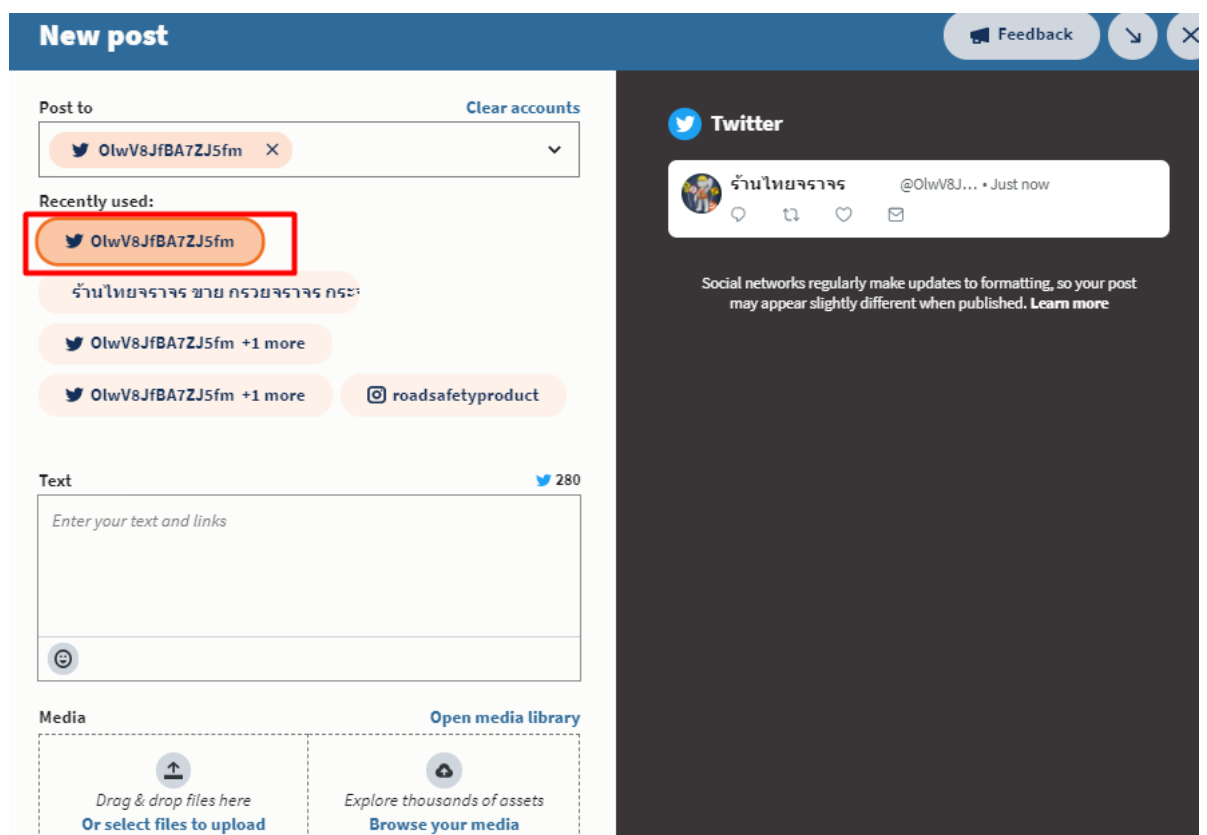 New post
Feedback
Post to
Clear accounts
OlwV8JfBA7ZJ5fm
Recently used:
OlwV8JfBA7ZJ5fm
ร้านไทยจราจร ขาย กรวยจราจร กระจ
OlwV8JfBA7ZJ5fm +1 more
OlwV8JfBA7ZJ5fm +1 more
roadsafetyproduct
Text
280
Enter your text and links
Media
Open media library
Drag & drop files here
Or select files to upload
Explore thousands of assets
Browse your media
Twitter
ร้านไทยจราจร @OlwV8J... • Just now
Social networks regularly make updates to formatting, so your post
may appear slightly different when published. Learn more